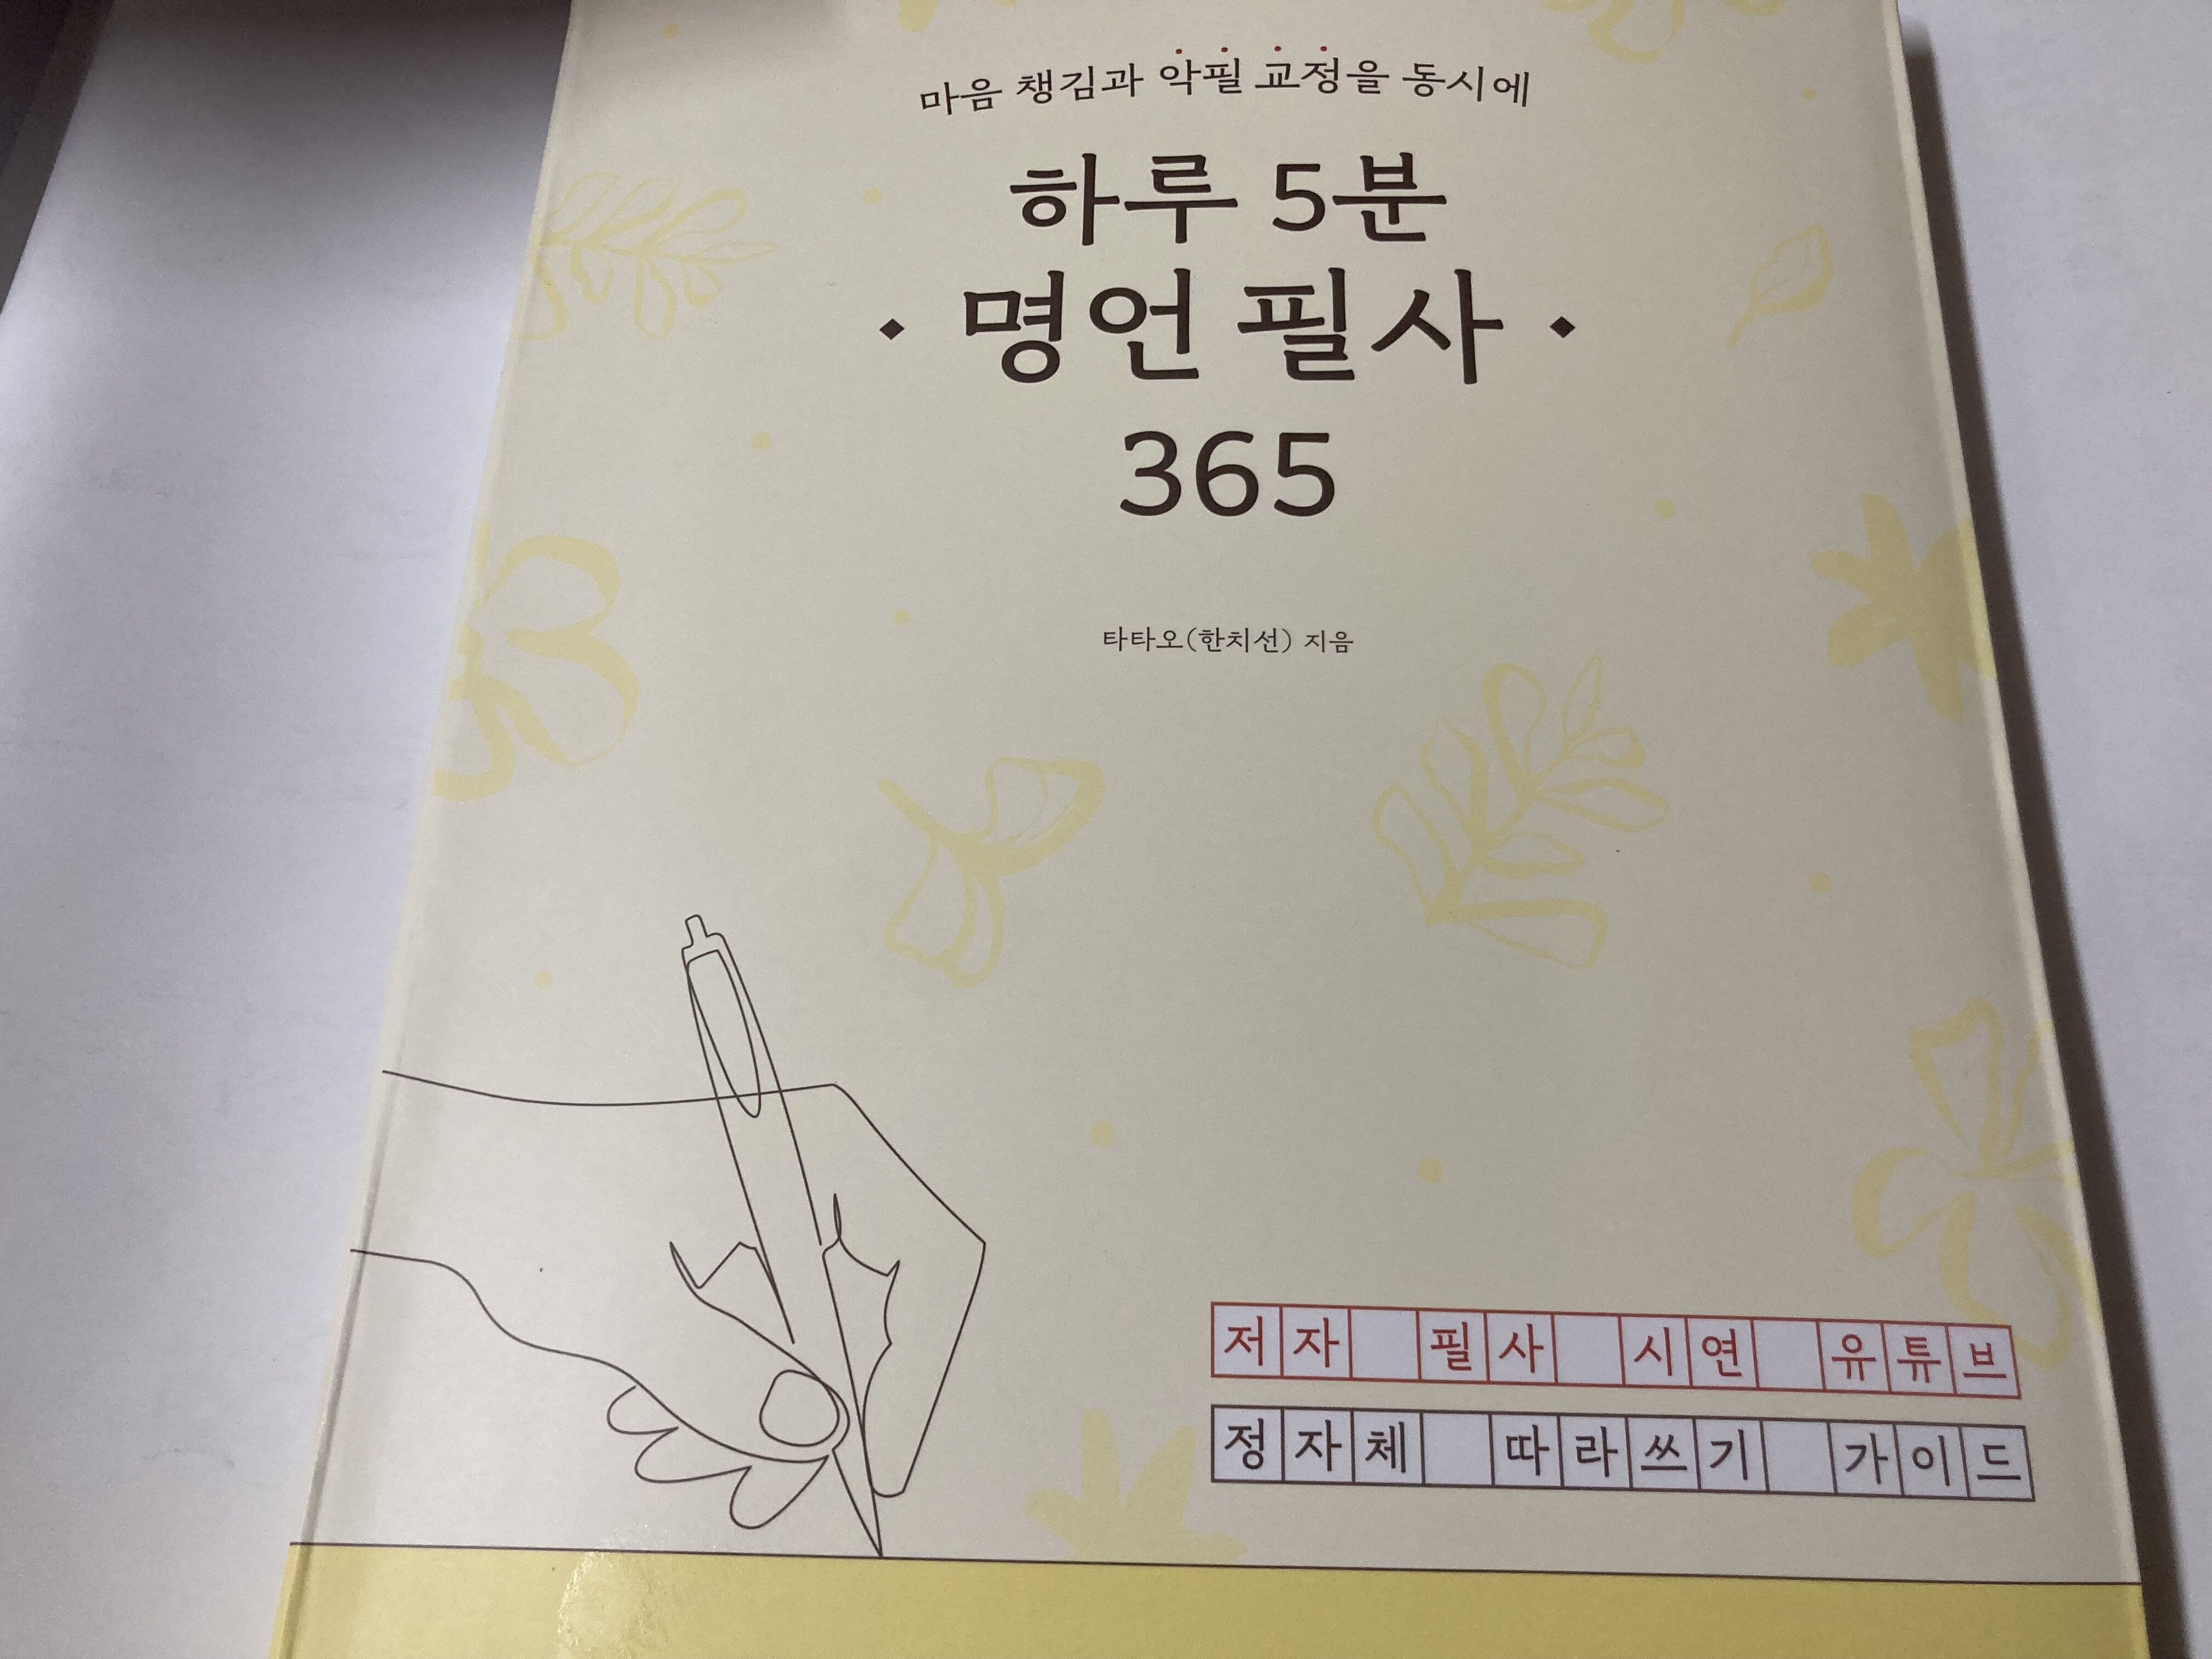 마음 챙김과 악필 교정을 동시에
하루 5분
명언 필사
365
타타오(한치선) 지음
저자 필사 시연 유튜브
정자체 따라쓰기 가이드